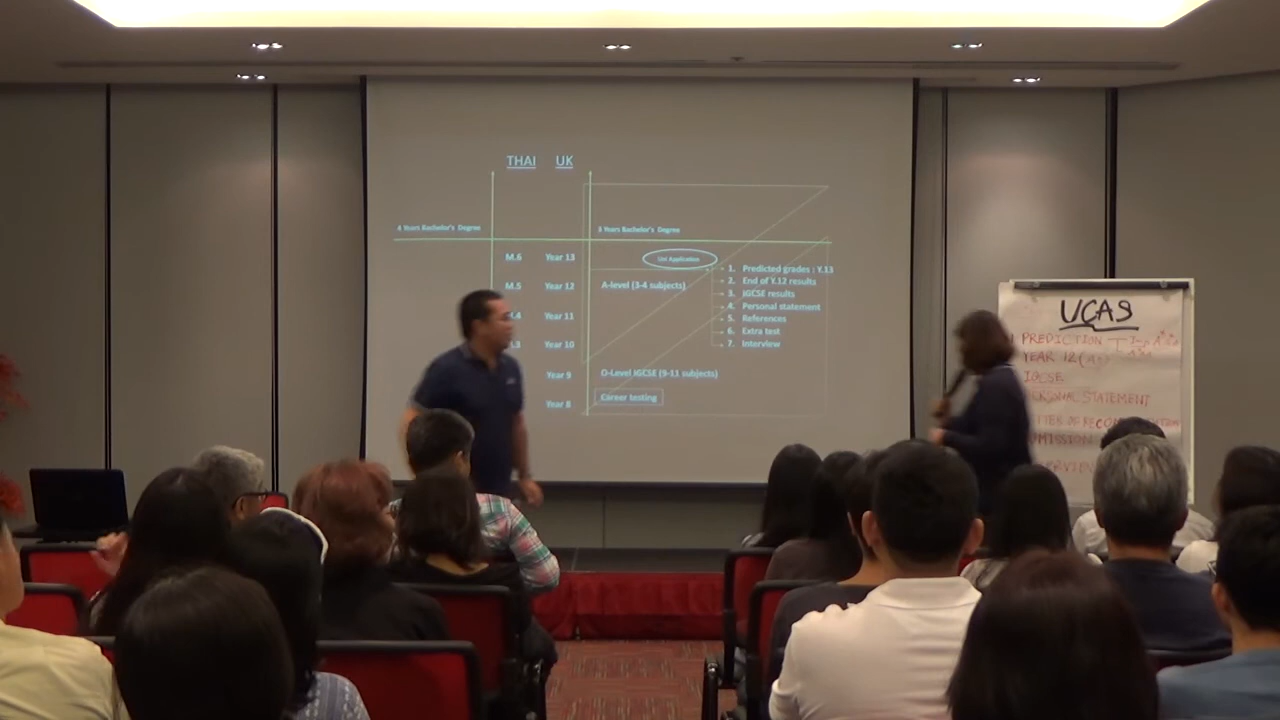 THAI UK
4 Years Bachelor's Degree
3 Years Bachelor's Degree
M.6 Year 13
Uni Application
1. Predicted grades : Y.13
M.5 Year 12
A-level (3-4 subjects)
2. End of Y.12 results
3. IGCSE results
4. Personal statement
.4 Year 11
5. References
6. Extra test
.3 Year 10
7. Interview
Year 9
O-Level IGCSE (9-11 subjects)
Year 8
Career testing
UCAS
PREDICTION
YEAR 12
IGCSE
STATEMENT